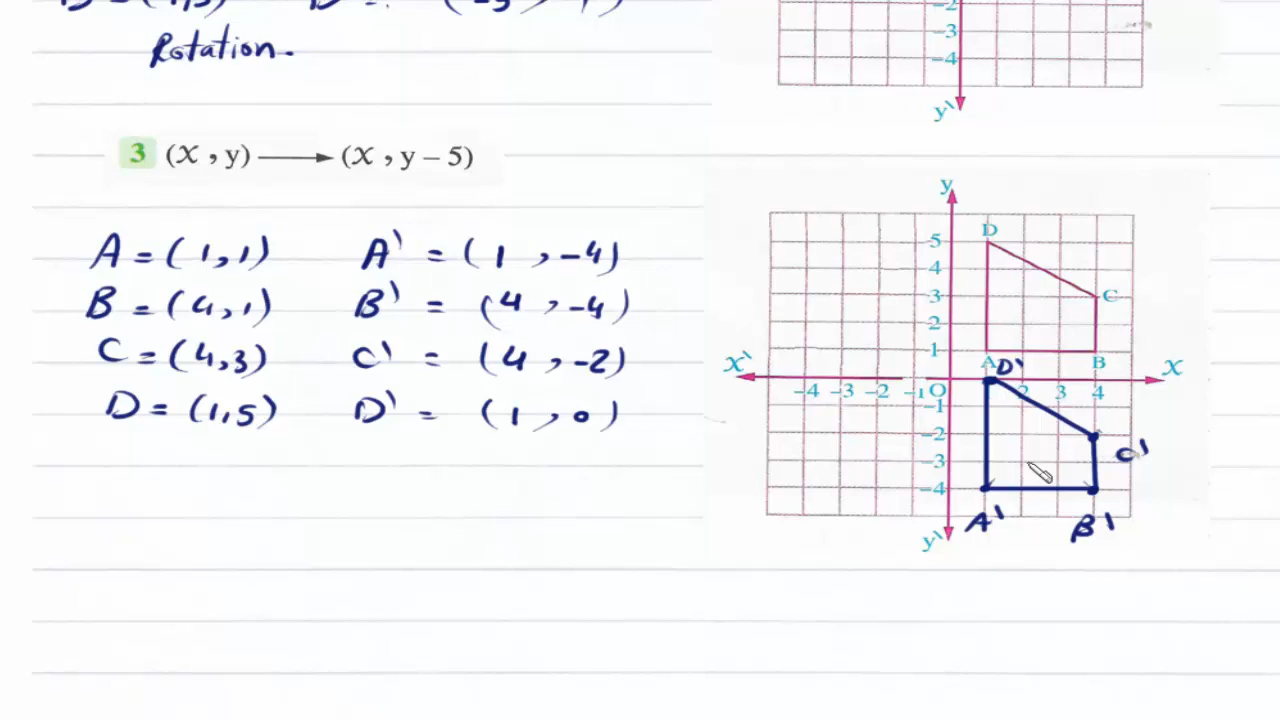 Rotation.
3 (x , y) ⟶ (x , y – 5)
A = (1,1) A` = (1 , -4)
B = (4,1) B` = (4 , -4)
C = (4,3) C` = (4 , -2)
D = (1,5) D` = (1 , 0)
–2
–3
–4
y`
y
D
5
4
3 C
2
1
A D` B
x` x
–4 –3 –2 –1 O 2 3 4
–1
–2
C`
–3
–4
A` B`
y`